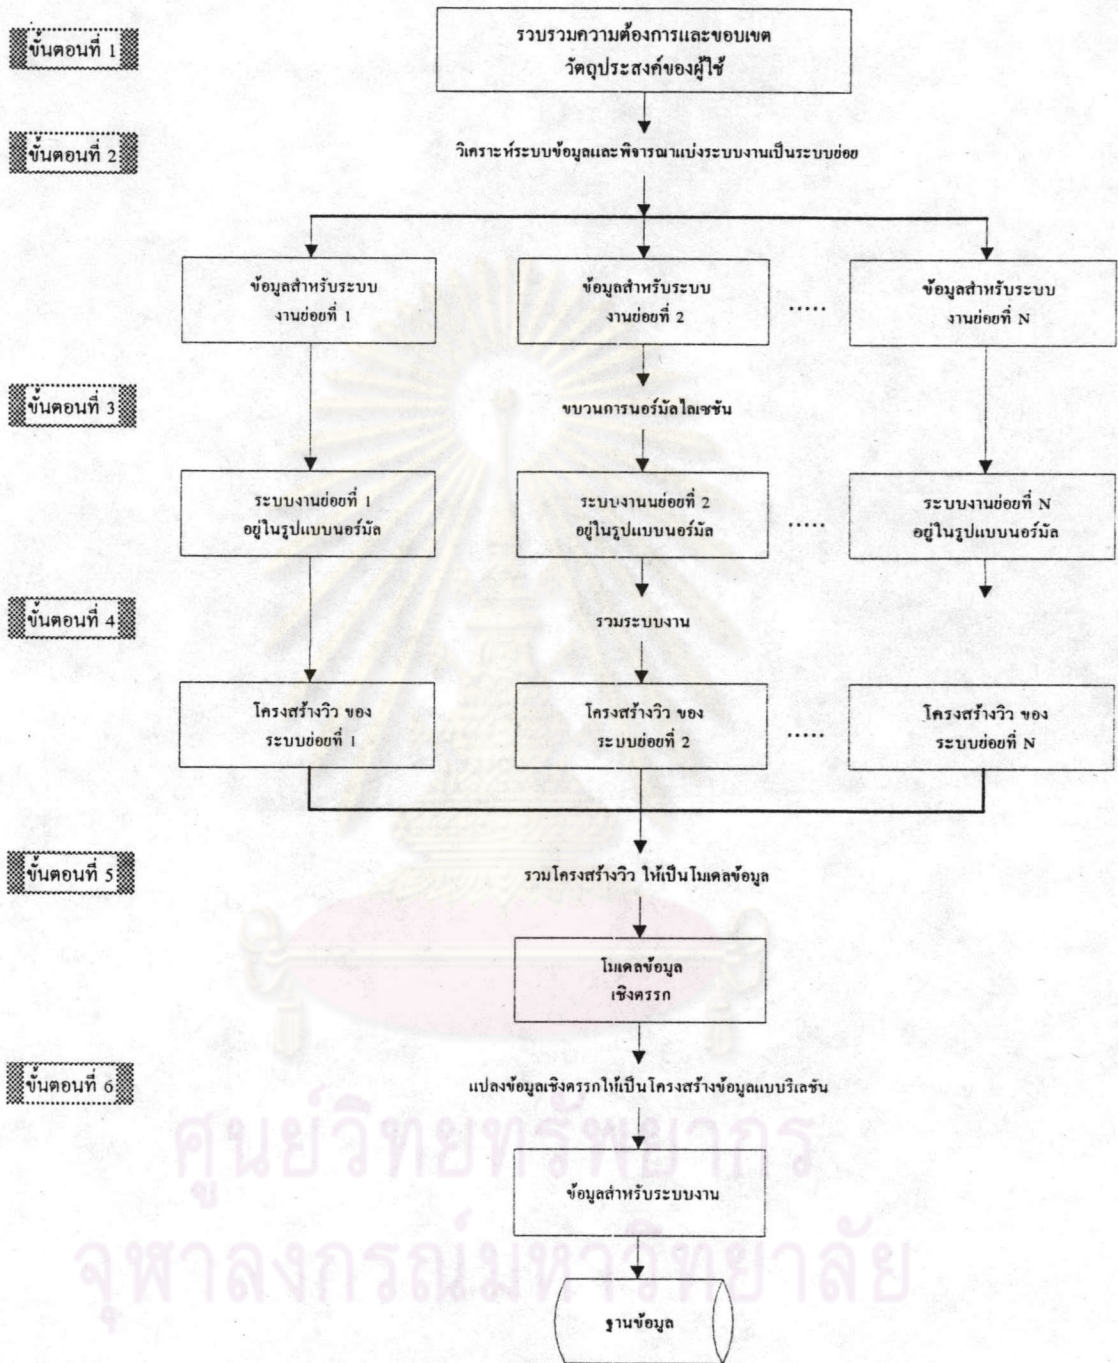 ขั้นตอนที่ 1
รวบรวมความต้องการและขอบเขต
วัตถุประสงค์ของผู้ใช้
ขั้นตอนที่ 2
วิเคราะห์ระบบข้อมูลและพิจารณาแบ่งระบบงานเป็นระบบย่อย
ข้อมูลสำหรับระบบ
งานย่อยที่ 1
ข้อมูลสำหรับระบบ
งานย่อยที่ 2
.....
ข้อมูลสำหรับระบบ
งานย่อยที่ N
ขั้นตอนที่ 3
ขบวนการนอร์มัลไลเซชัน
ระบบงานย่อยที่ 1
อยู่ในรูปแบบนอร์มัล
ระบบงานนย่อยที่ 2
อยู่ในรูปแบบนอร์มัล
.....
ระบบงานย่อยที่ N
อยู่ในรูปแบบนอร์มัล
ขั้นตอนที่ 4
รวมระบบงาน
โครงสร้างวิว ของ
ระบบย่อยที่ 1
โครงสร้างวิว ของ
ระบบย่อยที่ 2
.....
โครงสร้างวิว ของ
ระบบย่อยที่ N
ขั้นตอนที่ 5
รวมโครงสร้างวิว ให้เป็นโมเดลข้อมูล
โมเดลข้อมูล
เชิงตรรก
ขั้นตอนที่ 6
แปลงข้อมูลเชิงตรรกให้เป็นโครงสร้างข้อมูลแบบรีเลชัน
ศูนย์วิทยทรัพยากร
ข้อมูลสำหรับระบบงาน
จุฬาลงกรณ์มหาวิทยาลัย
ฐานข้อมูล